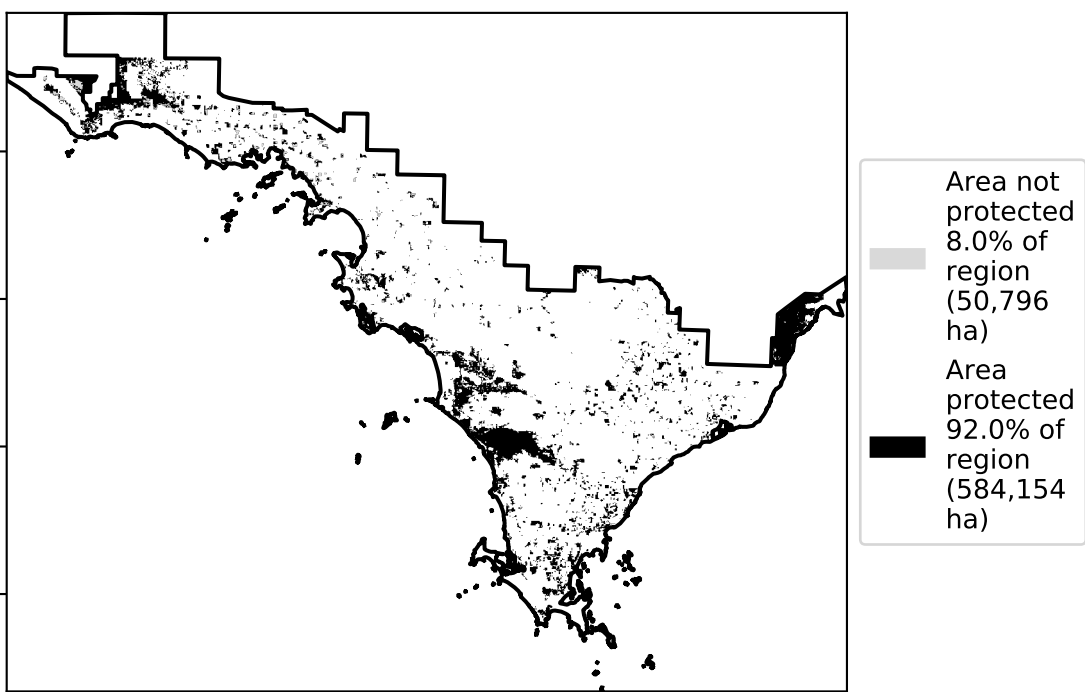 Area not
protected
8.0% of
region
(50,796
ha)
Area
protected
92.0% of
region
(584,154
ha)